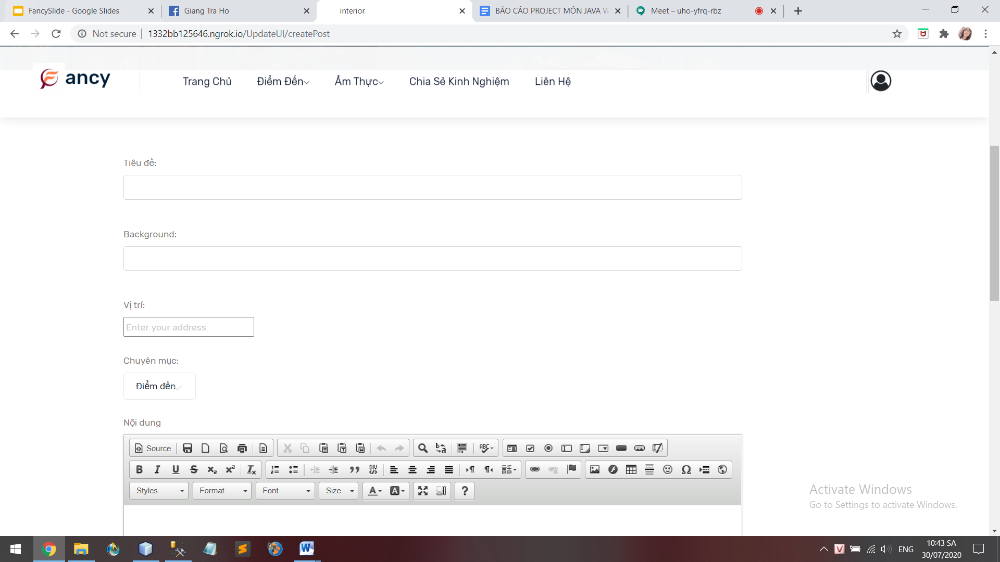 FancySlide - Google Slides
Giang Tra Ho
interior
BÁO CÁO PROJECT MÔN JAVA W
Meet – uho-yfrq-rbz
Not secure
1332bb125646.ngrok.io/UpdateUI/createPost
ancy
Trang Chủ
Điểm Đến
Ẩm Thực
Chia Sẻ Kinh Nghiệm
Liên Hệ
Tiêu đề:
Background:
Vị trí:
Enter your address
Chuyên mục:
Điểm đến
Nội dung
Source
Styles
Format
Font
Size
Activate Windows
Go to Settings to activate Windows.
ENG
10:43 SA
30/07/2020